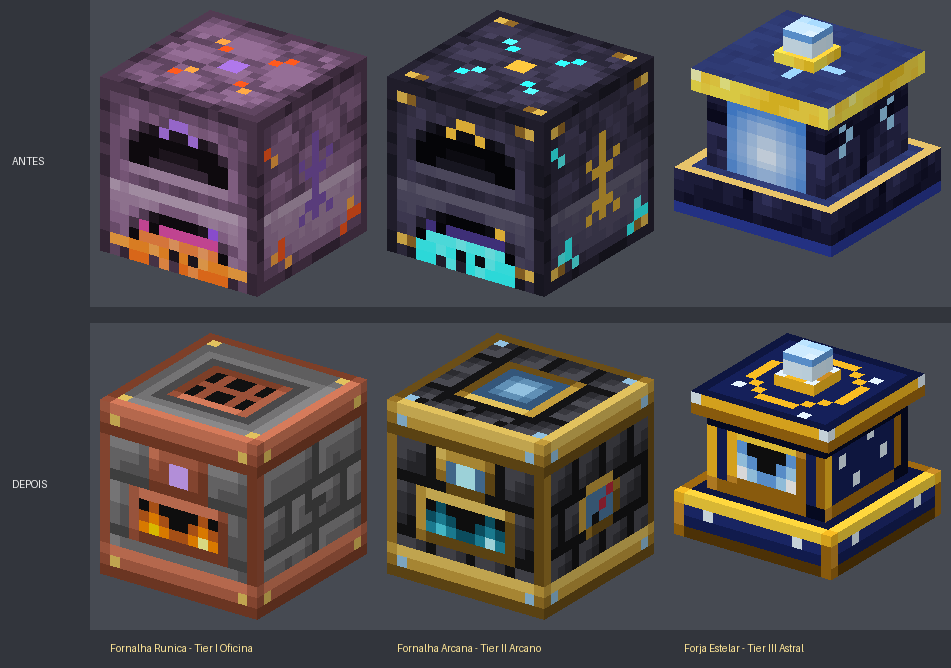 ANTES
DEPOIS
Fornalha Runica - Tier I Oficina
Fornalha Arcana - Tier II Arcano
Forja Estelar - Tier III Astral